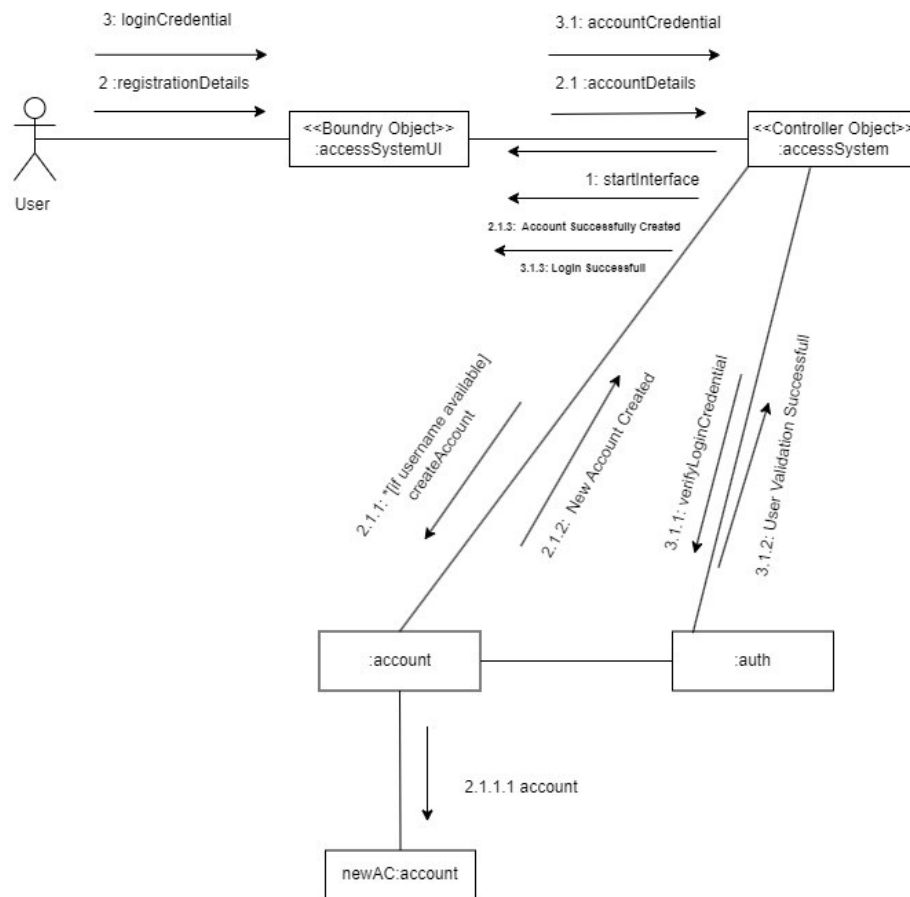 3: loginCredential
3.1: accountCredential
2 :registrationDetails
2.1 :accountDetails
<<Boundry Object>>
:accessSystemUI
<<Controller Object>>
:accessSystem
User
1: startInterface
2.1.3: Account Successfully Created
3.1.3: Login Successfull
2.1.1: *[if username available]
createAccount
2.1.2: New Account Created
3.1.1: verifyLoginCredential
3.1.2: User Validation Successfull
:account
:auth
2.1.1.1 account
newAC:account